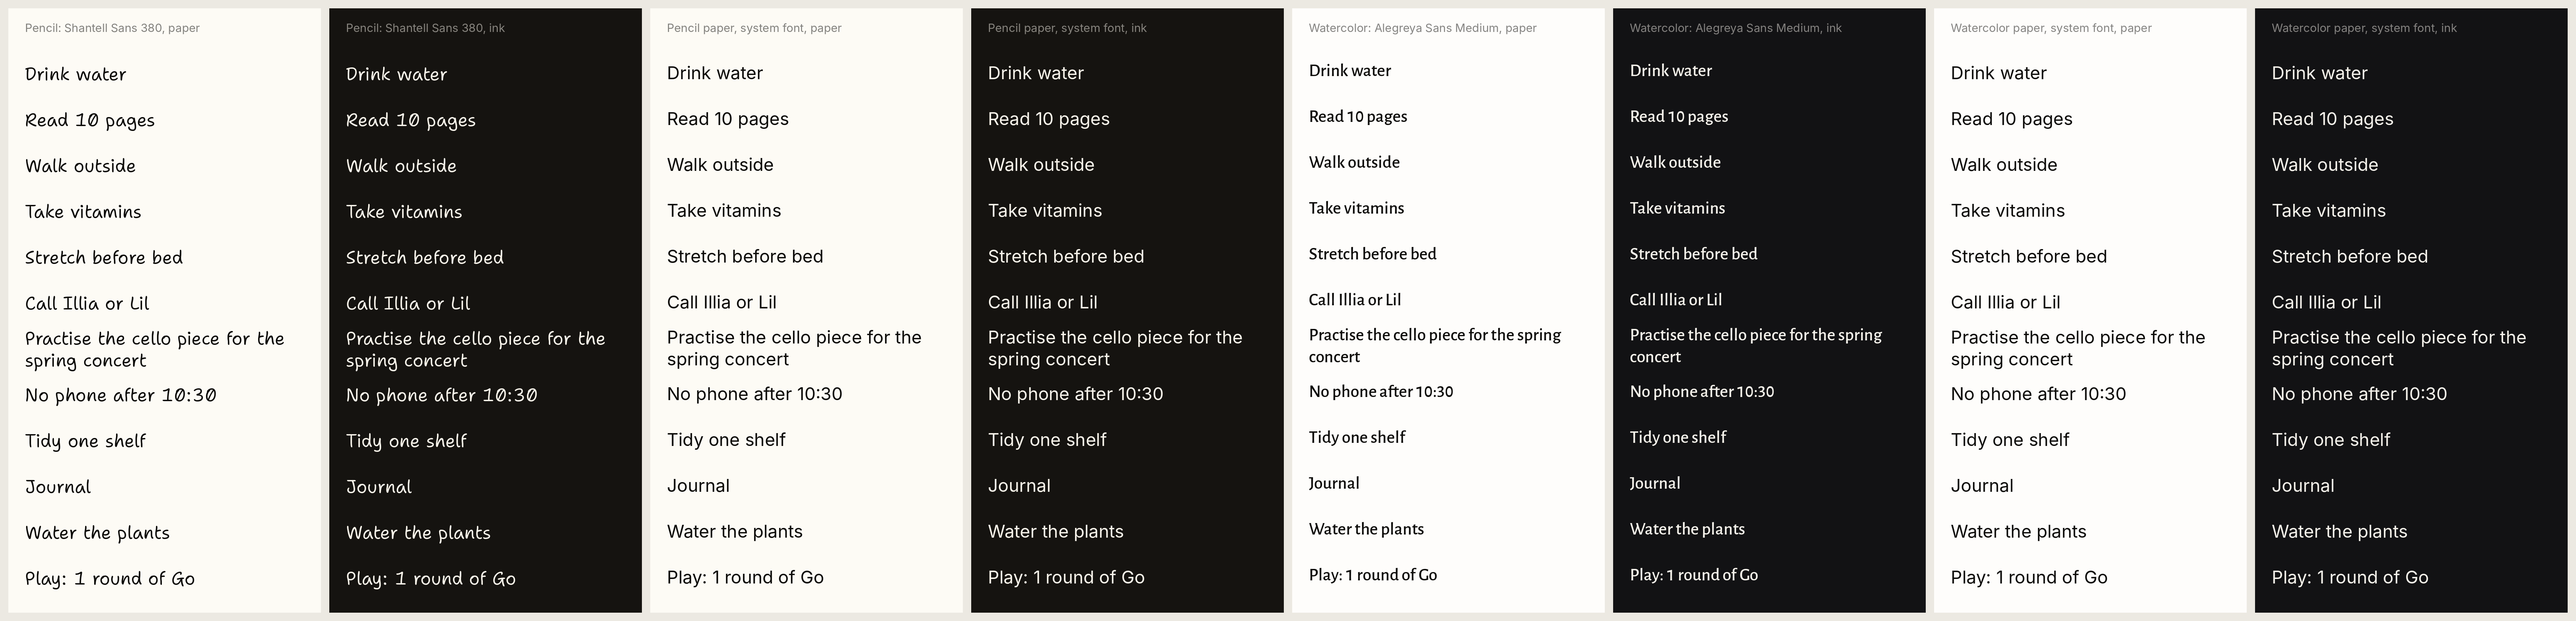 Pencil: Shantell Sans 380, paper
Drink water
Read 10 pages
Walk outside
Take vitamins
Stretch before bed
Call Illia or Lil
Practise the cello piece for the
spring concert
No phone after 10:30
Tidy one shelf
Journal
Water the plants
Play: 1 round of Go
Pencil: Shantell Sans 380, ink
Drink water
Read 10 pages
Walk outside
Take vitamins
Stretch before bed
Call Illia or Lil
Practise the cello piece for the
spring concert
No phone after 10:30
Tidy one shelf
Journal
Water the plants
Play: 1 round of Go
Pencil paper, system font, paper
Drink water
Read 10 pages
Walk outside
Take vitamins
Stretch before bed
Call Illia or Lil
Practise the cello piece for the
spring concert
No phone after 10:30
Tidy one shelf
Journal
Water the plants
Play: 1 round of Go
Pencil paper, system font, ink
Drink water
Read 10 pages
Walk outside
Take vitamins
Stretch before bed
Call Illia or Lil
Practise the cello piece for the
spring concert
No phone after 10:30
Tidy one shelf
Journal
Water the plants
Play: 1 round of Go
Watercolor: Alegreya Sans Medium, paper
Drink water
Read 10 pages
Walk outside
Take vitamins
Stretch before bed
Call Illia or Lil
Practise the cello piece for the spring
concert
No phone after 10:30
Tidy one shelf
Journal
Water the plants
Play: 1 round of Go
Watercolor: Alegreya Sans Medium, ink
Drink water
Read 10 pages
Walk outside
Take vitamins
Stretch before bed
Call Illia or Lil
Practise the cello piece for the spring
concert
No phone after 10:30
Tidy one shelf
Journal
Water the plants
Play: 1 round of Go
Watercolor paper, system font, paper
Drink water
Read 10 pages
Walk outside
Take vitamins
Stretch before bed
Call Illia or Lil
Practise the cello piece for the
spring concert
No phone after 10:30
Tidy one shelf
Journal
Water the plants
Play: 1 round of Go
Watercolor paper, system font, ink
Drink water
Read 10 pages
Walk outside
Take vitamins
Stretch before bed
Call Illia or Lil
Practise the cello piece for the
spring concert
No phone after 10:30
Tidy one shelf
Journal
Water the plants
Play: 1 round of Go